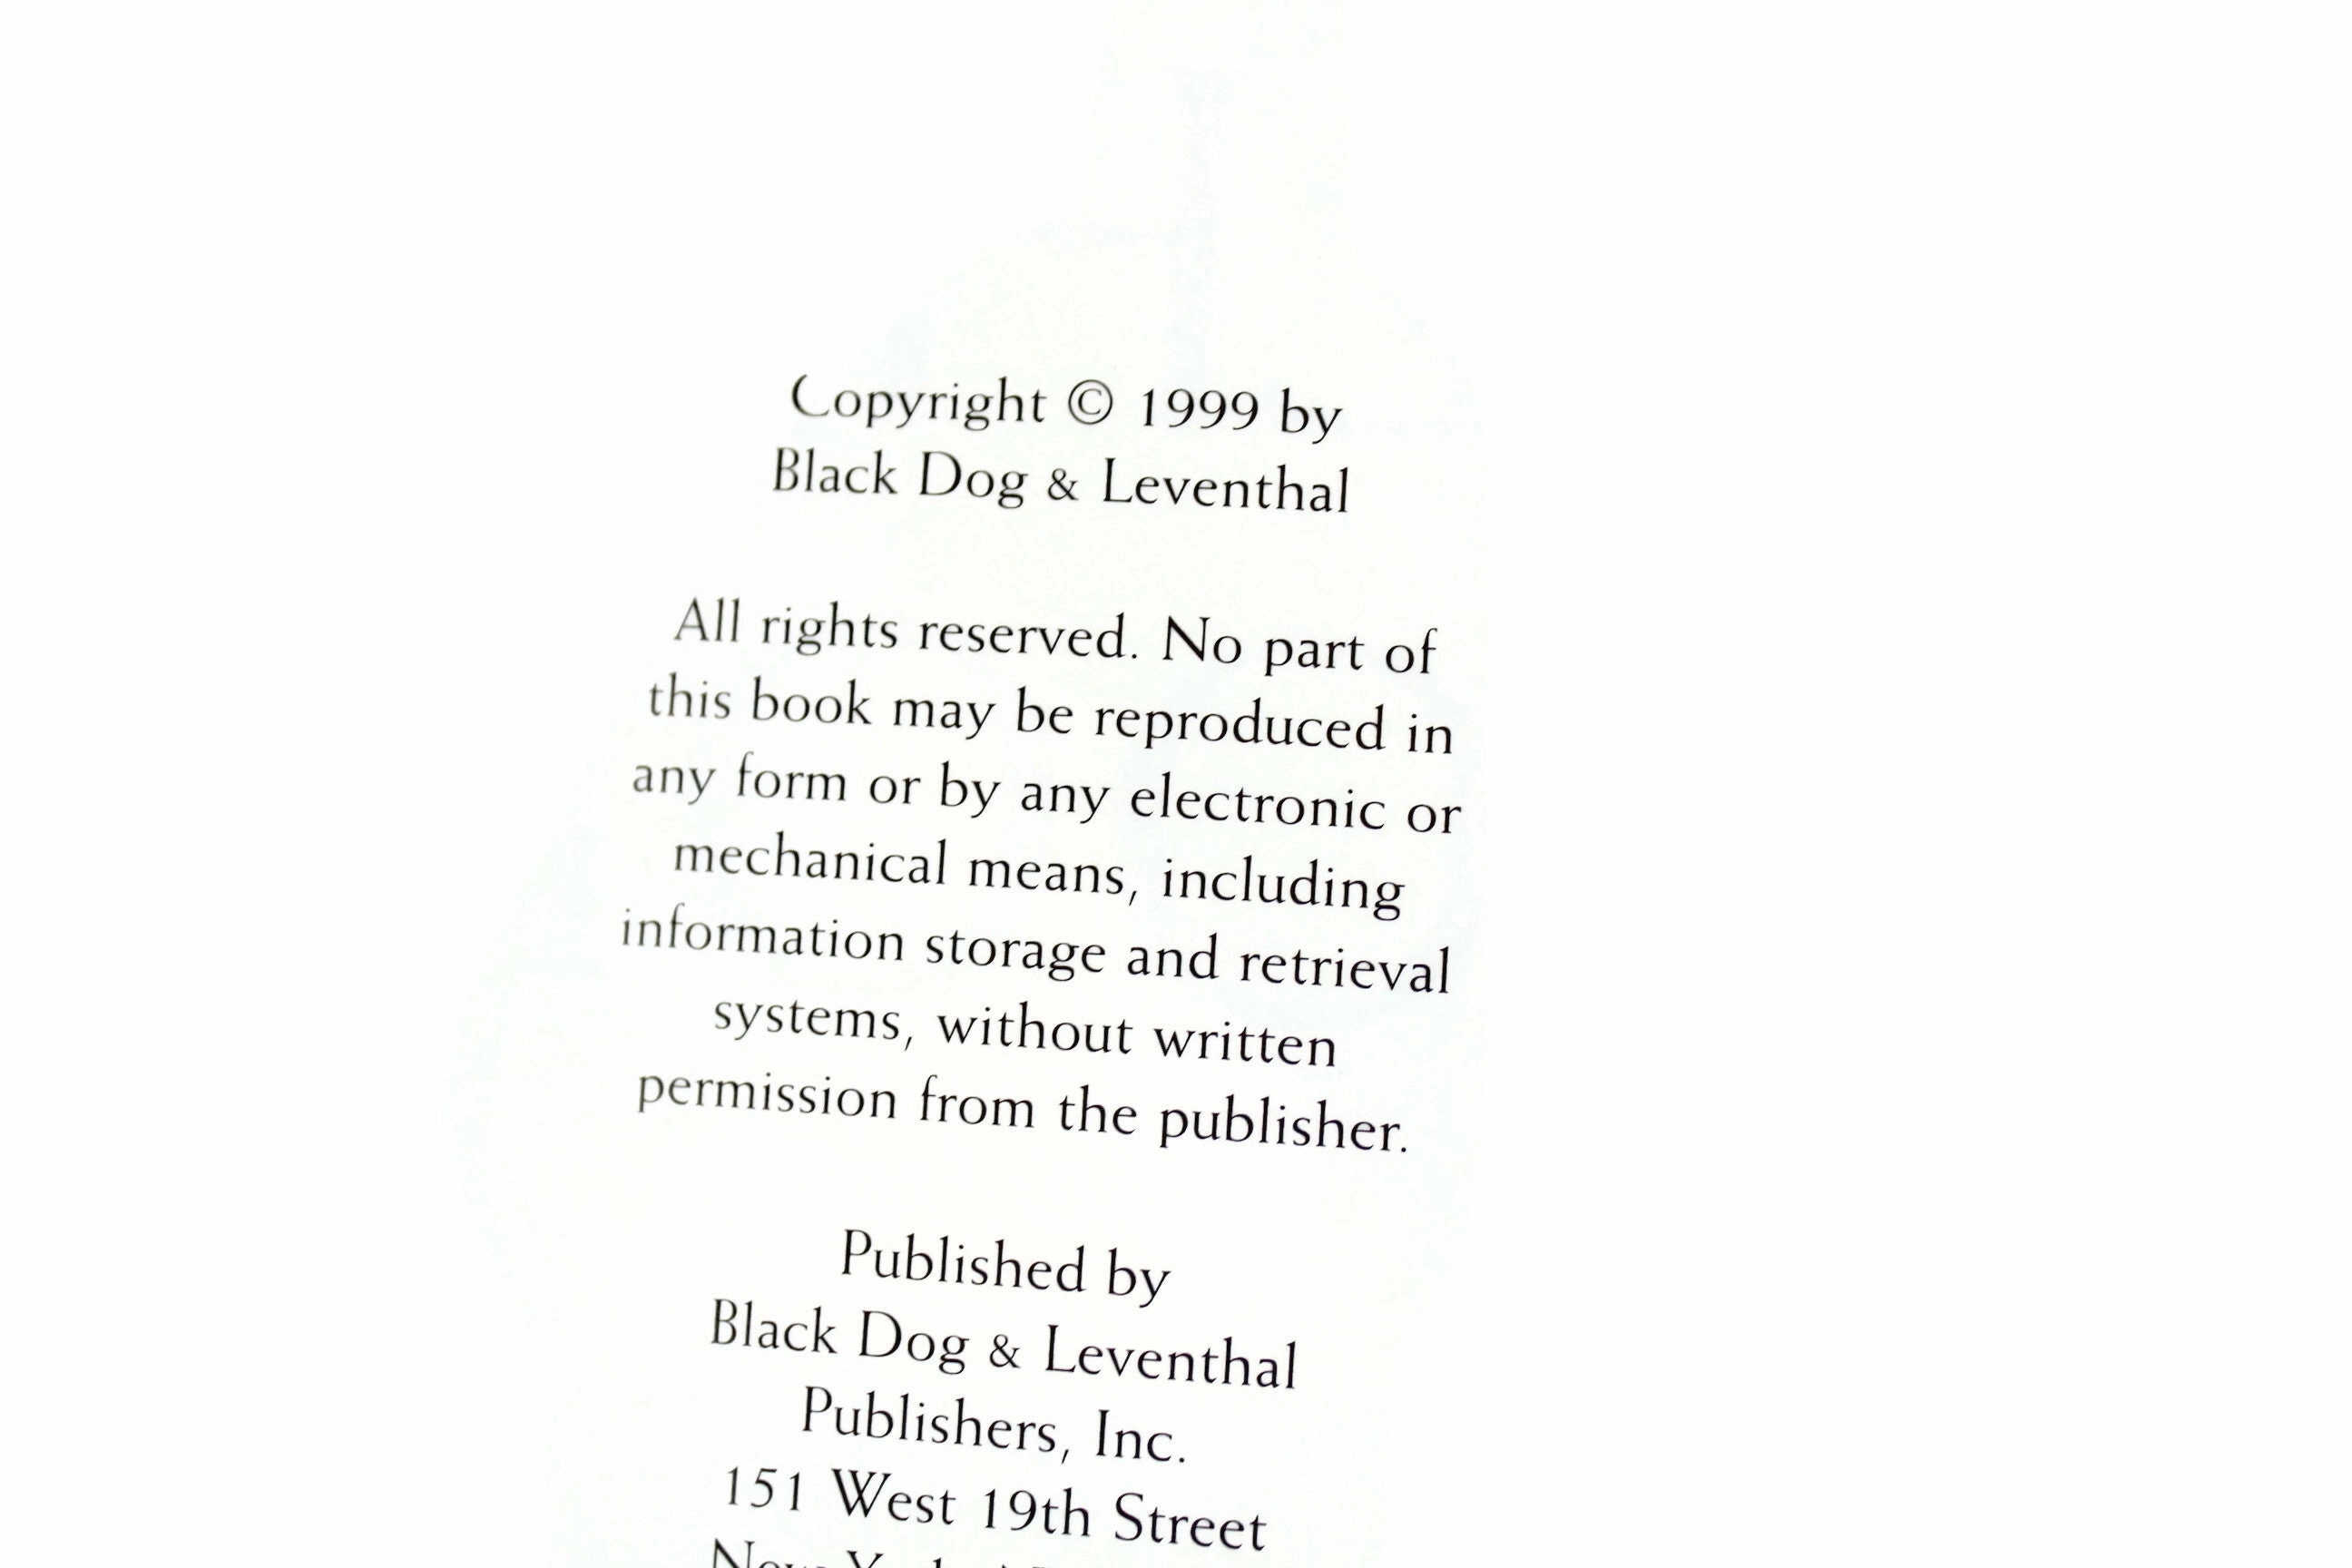 Copyright © 1999 by
Black Dog & Leventhal
All rights reserved. No part of
this book may be reproduced in
any form or by any electronic or
mechanical means, including
information storage and retrieval
systems, without written
permission from the publisher.
Published by
Black Dog & Leventhal
Publishers, Inc.
151 West 19th Street
New York